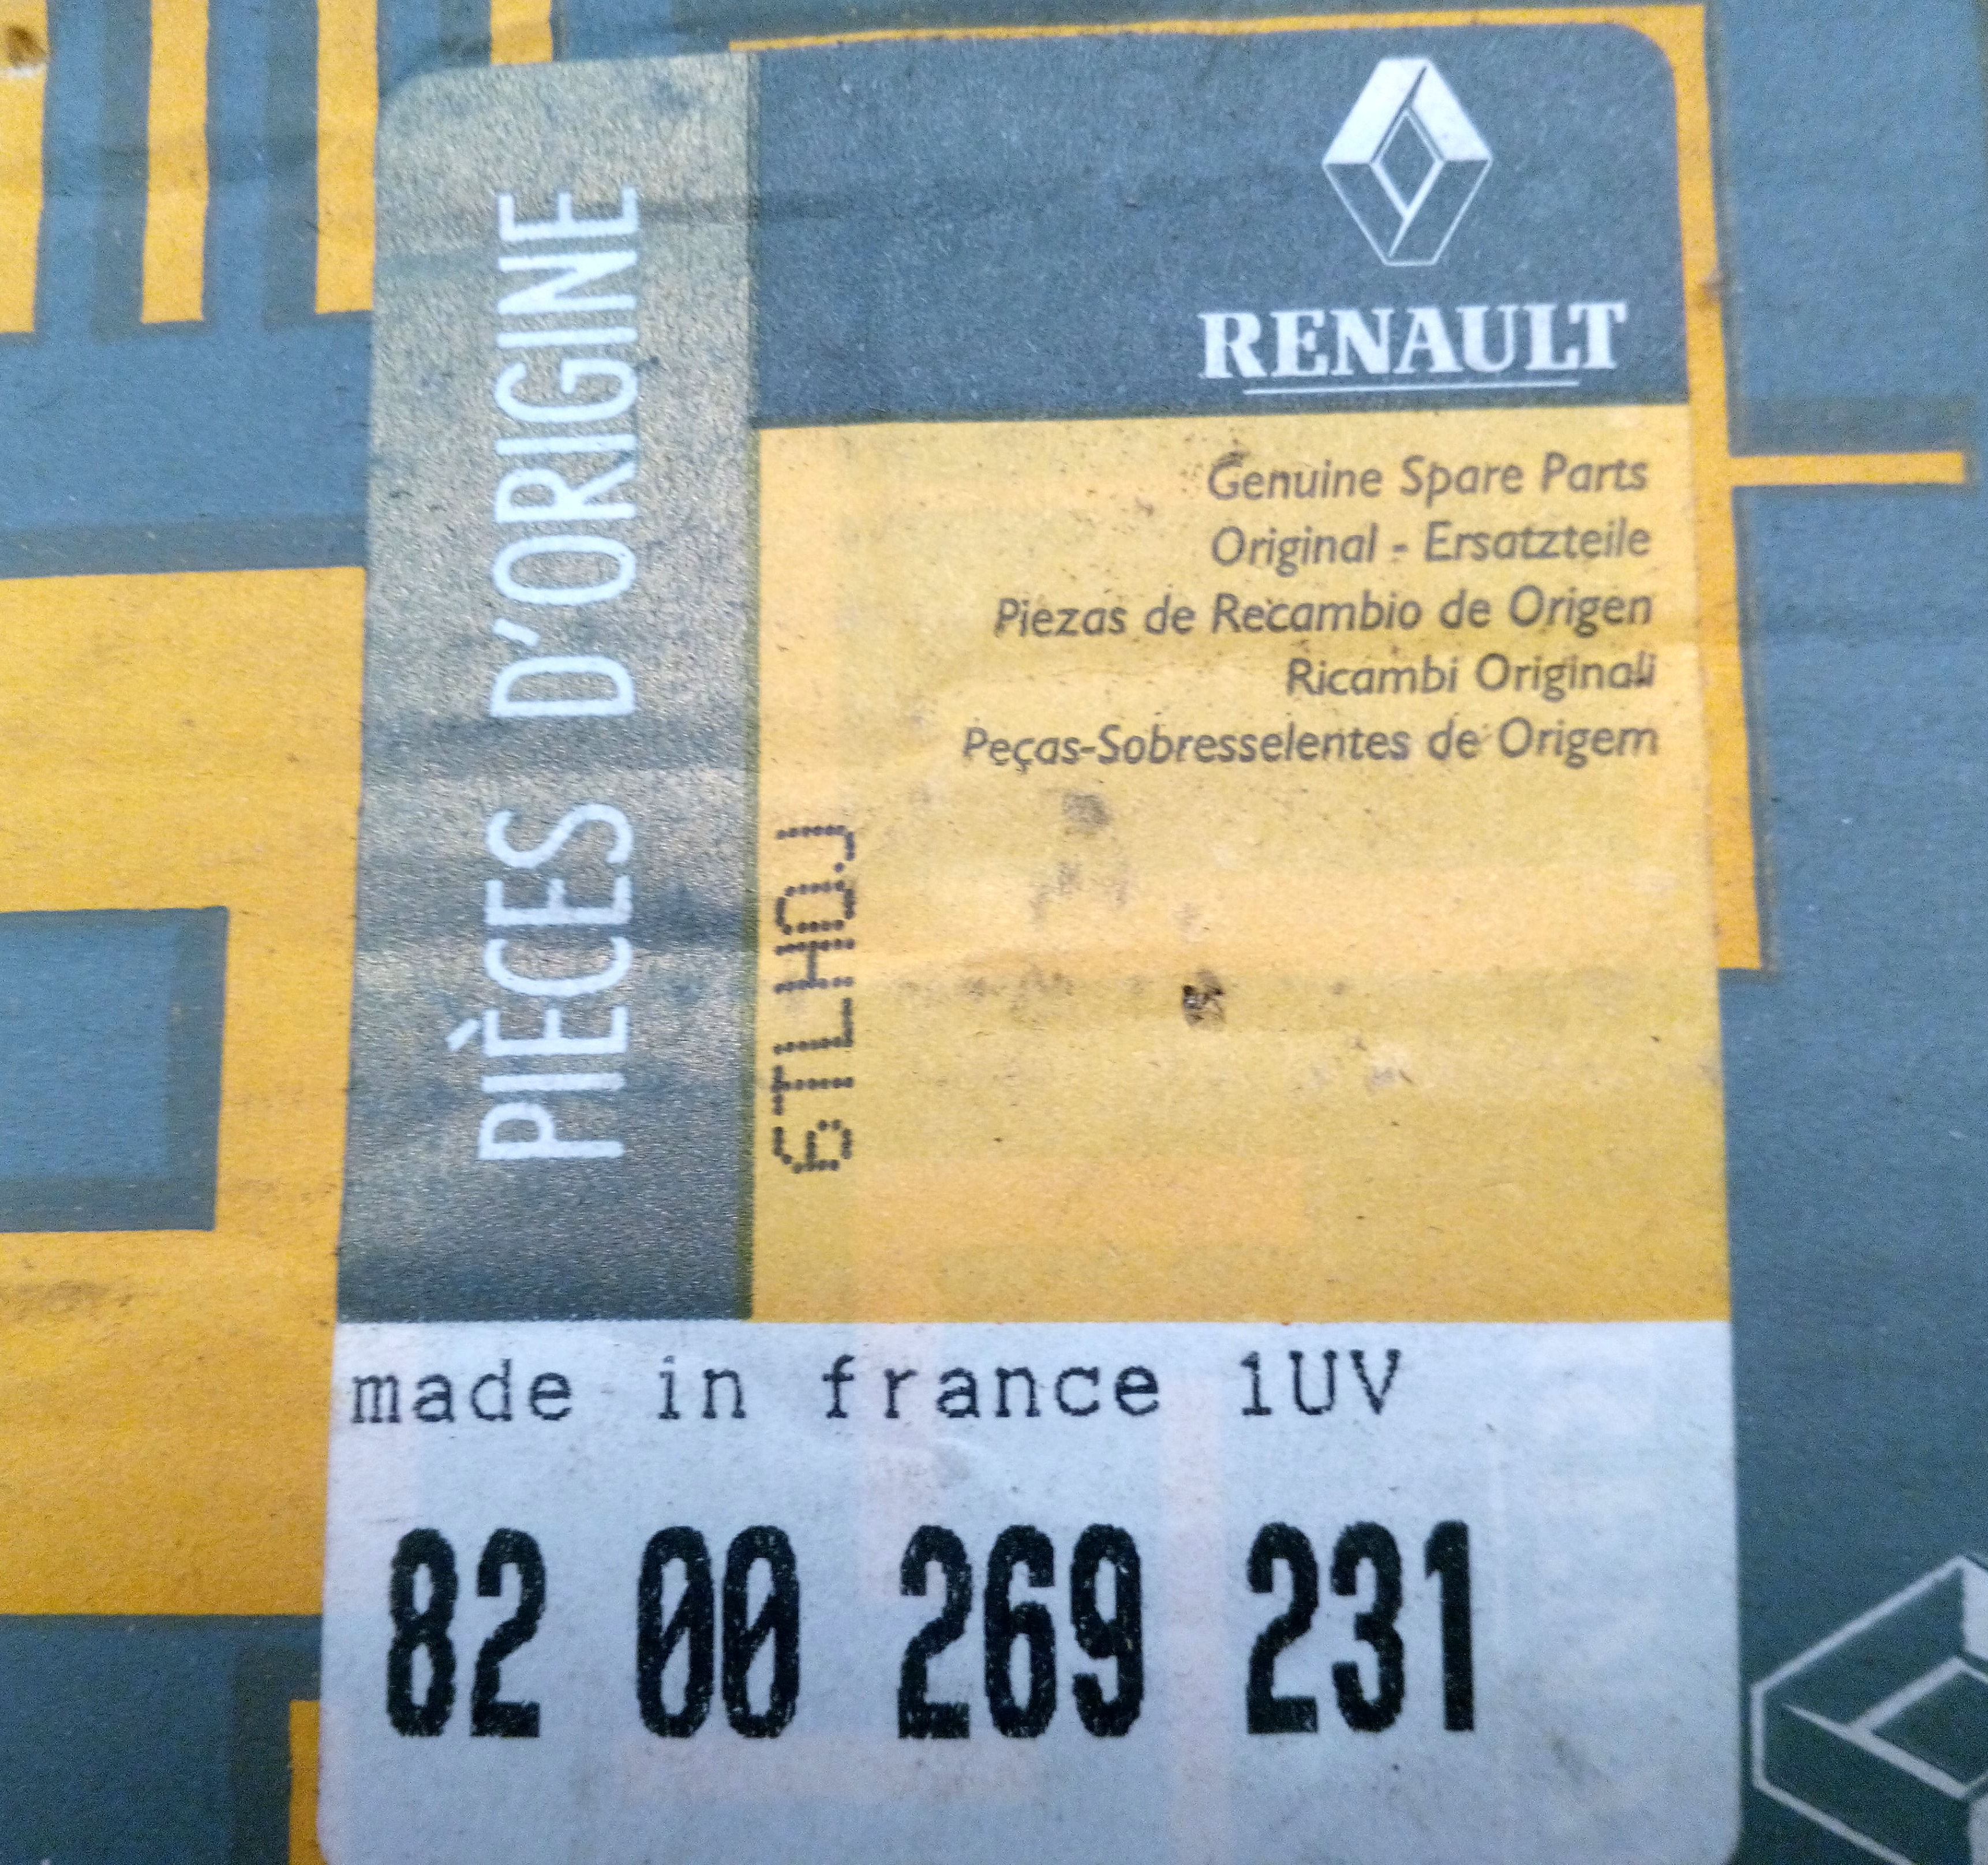 PIÈCES D'ORIGINE
RENAULT
Genuine Spare Parts
Original - Ersatzteile
Piezas de Recambio de Origen
Ricambi Originali
Peças-Sobresselentes de Origem
6TLHQJ
made in france 1UV
82 00 269 231